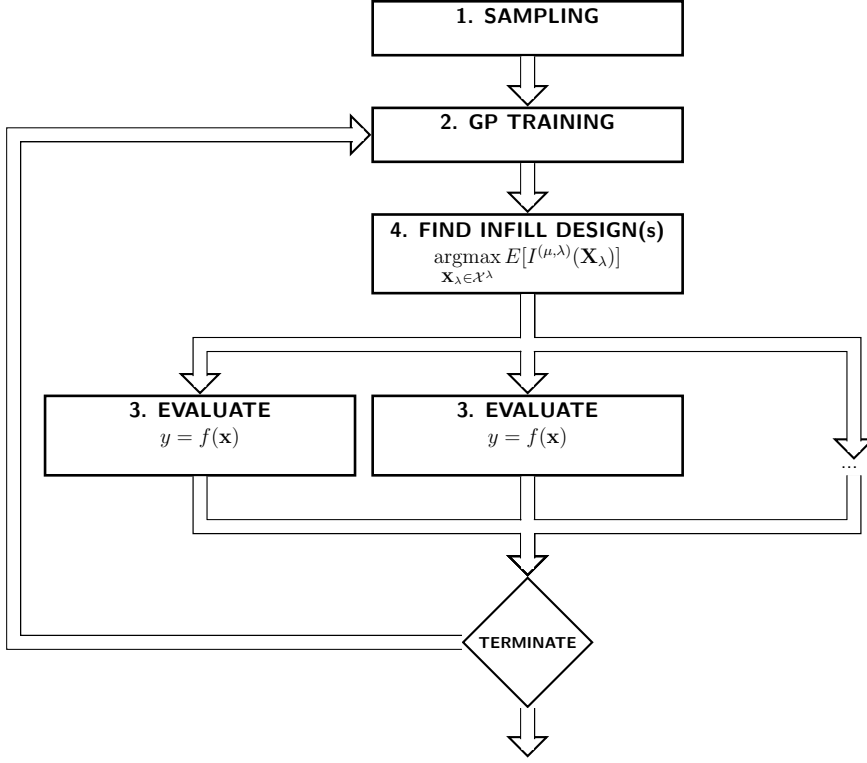 1. SAMPLING
2. GP TRAINING
4. FIND INFILL DESIGN(s)
argmax E[I^{(μ,λ)}(X_λ)]
X_λ∈𝒳^λ
3. EVALUATE
y = f(x)
3. EVALUATE
y = f(x)
...
TERMINATE